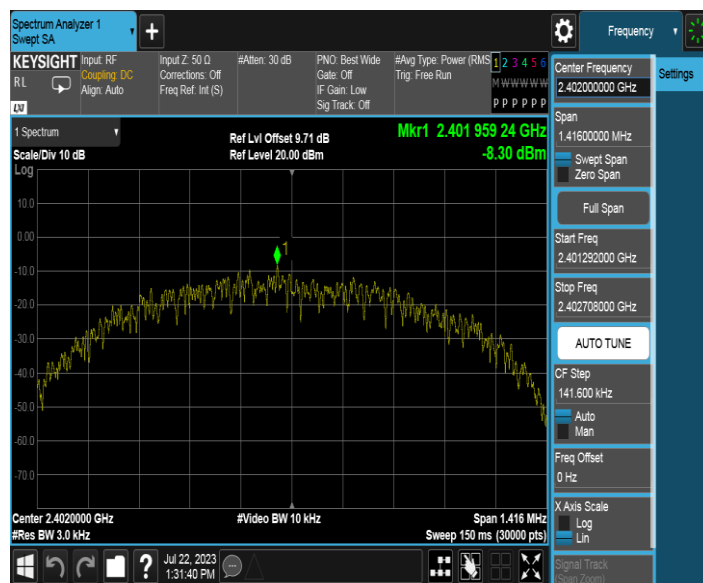 Spectrum Analyzer 1
Swept SA
+
Frequency
KEYSIGHT
RL
LXI
Input: RF
Coupling: DC
Align: Auto
Input Z: 50 Ω
Corrections: Off
Freq Ref: Int (S)
#Atten: 30 dB
PNO: Best Wide
Gate: Off
IF Gain: Low
Sig Track: Off
#Avg Type: Power (RMS
Trig: Free Run
1 2 3 4 5 6
M W W W W W
P P P P P P
1 Spectrum
Scale/Div 10 dB
Log
Ref Lvl Offset 9.71 dB
Ref Level 20.00 dBm
Mkr1 2.401 959 24 GHz
-8.30 dBm
1
10.0
0.00
-10.0
-20.0
-30.0
-40.0
-50.0
-60.0
-70.0
Center 2.4020000 GHz
#Res BW 3.0 kHz
#Video BW 10 kHz
Span 1.416 MHz
Sweep 150 ms (30000 pts)
?
Jul 22, 2023
1:31:40 PM
Center Frequency
2.402000000 GHz
Span
1.41600000 MHz
Swept Span
Zero Span
Full Span
Start Freq
2.401292000 GHz
Stop Freq
2.402708000 GHz
AUTO TUNE
CF Step
141.600 kHz
Auto
Man
Freq Offset
0 Hz
X Axis Scale
Log
Lin
Signal Track
(Span Zoom)
Settings